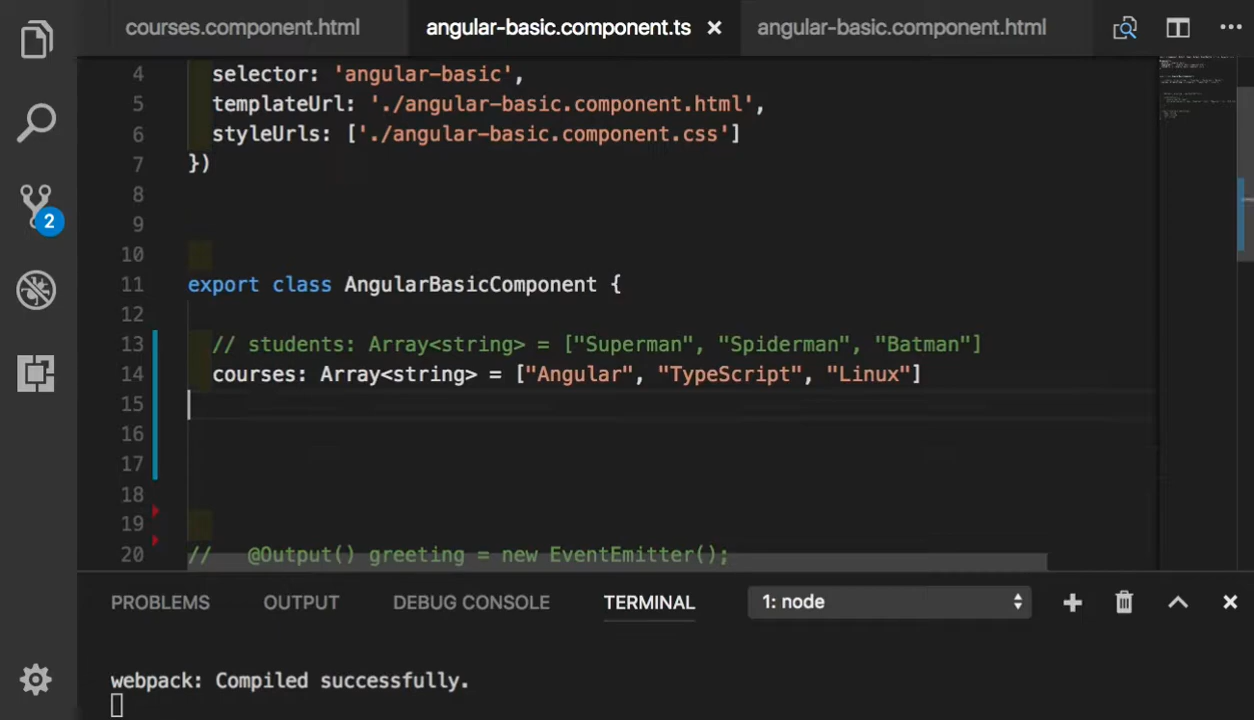 courses.component.html angular-basic.component.ts × angular-basic.component.html ...
4 selector: 'angular-basic',
5 templateUrl: './angular-basic.component.html',
6 styleUrls: ['./angular-basic.component.css']
7 })
8
9
10
11 export class AngularBasicComponent {
12
13 // students: Array<string> = ["Superman", "Spiderman", "Batman"]
14 courses: Array<string> = ["Angular", "TypeScript", "Linux"]
15
16
17
18
19
20 // @Output() greeting = new EventEmitter();
2
PROBLEMS OUTPUT DEBUG CONSOLE TERMINAL 1: node
webpack: Compiled successfully.